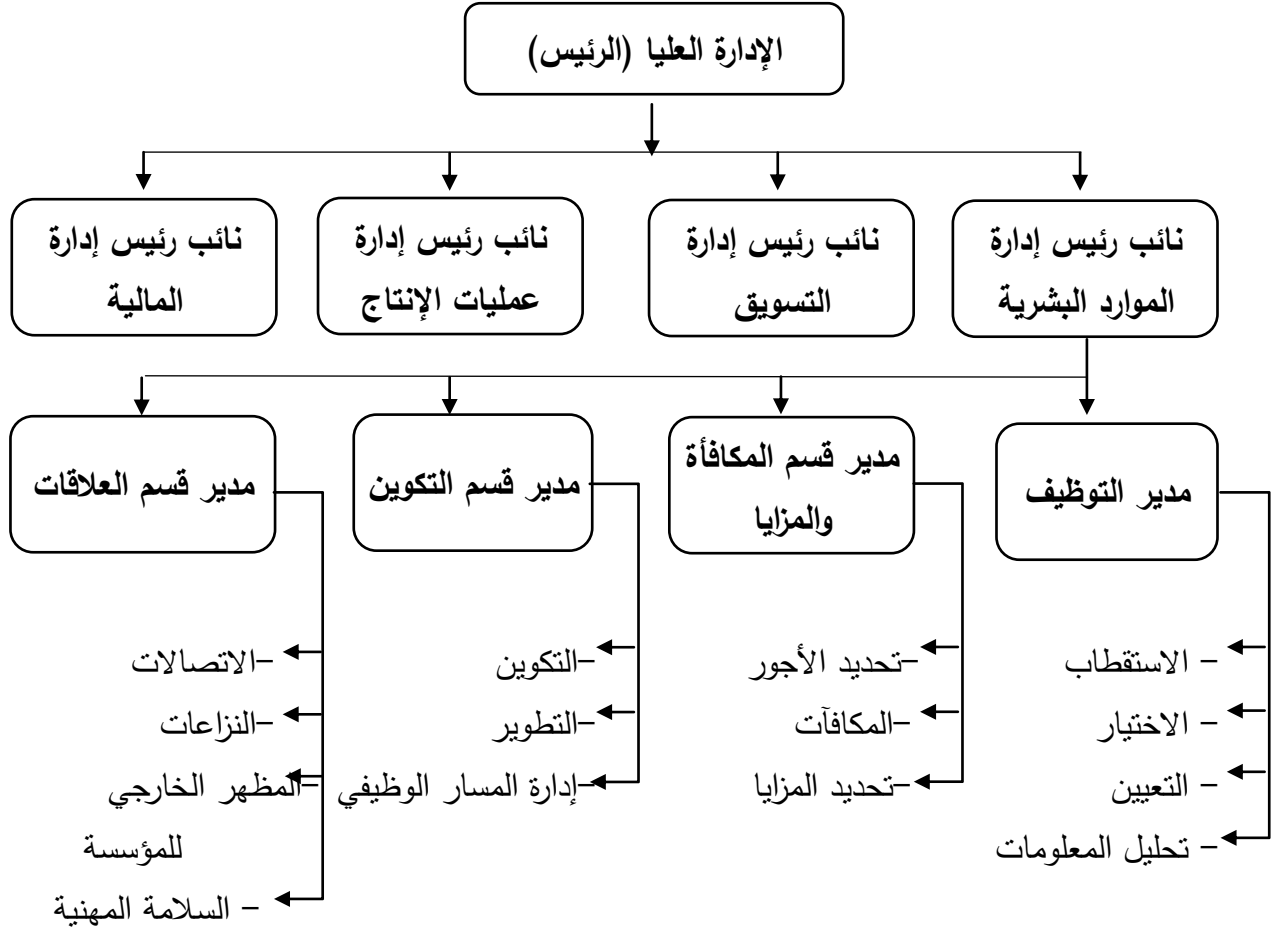 الإدارة العليا (الرئيس)
نائب رئيس إدارة
الموارد البشرية
نائب رئيس إدارة
التسويق
نائب رئيس إدارة
عمليات الإنتاج
نائب رئيس إدارة
المالية
مدير التوظيف
مدير قسم المكافأة
والمزايا
مدير قسم التكوين
مدير قسم العلاقات
- الاستقطاب
- الاختيار
- التعيين
- تحليل المعلومات
-تحديد الأجور
-المكافآت
-تحديد المزايا
-التكوين
-التطوير
-إدارة المسار الوظيفي
-الاتصالات
-النزاعات
-المظهر الخارجي
للمؤسسة
- السلامة المهنية